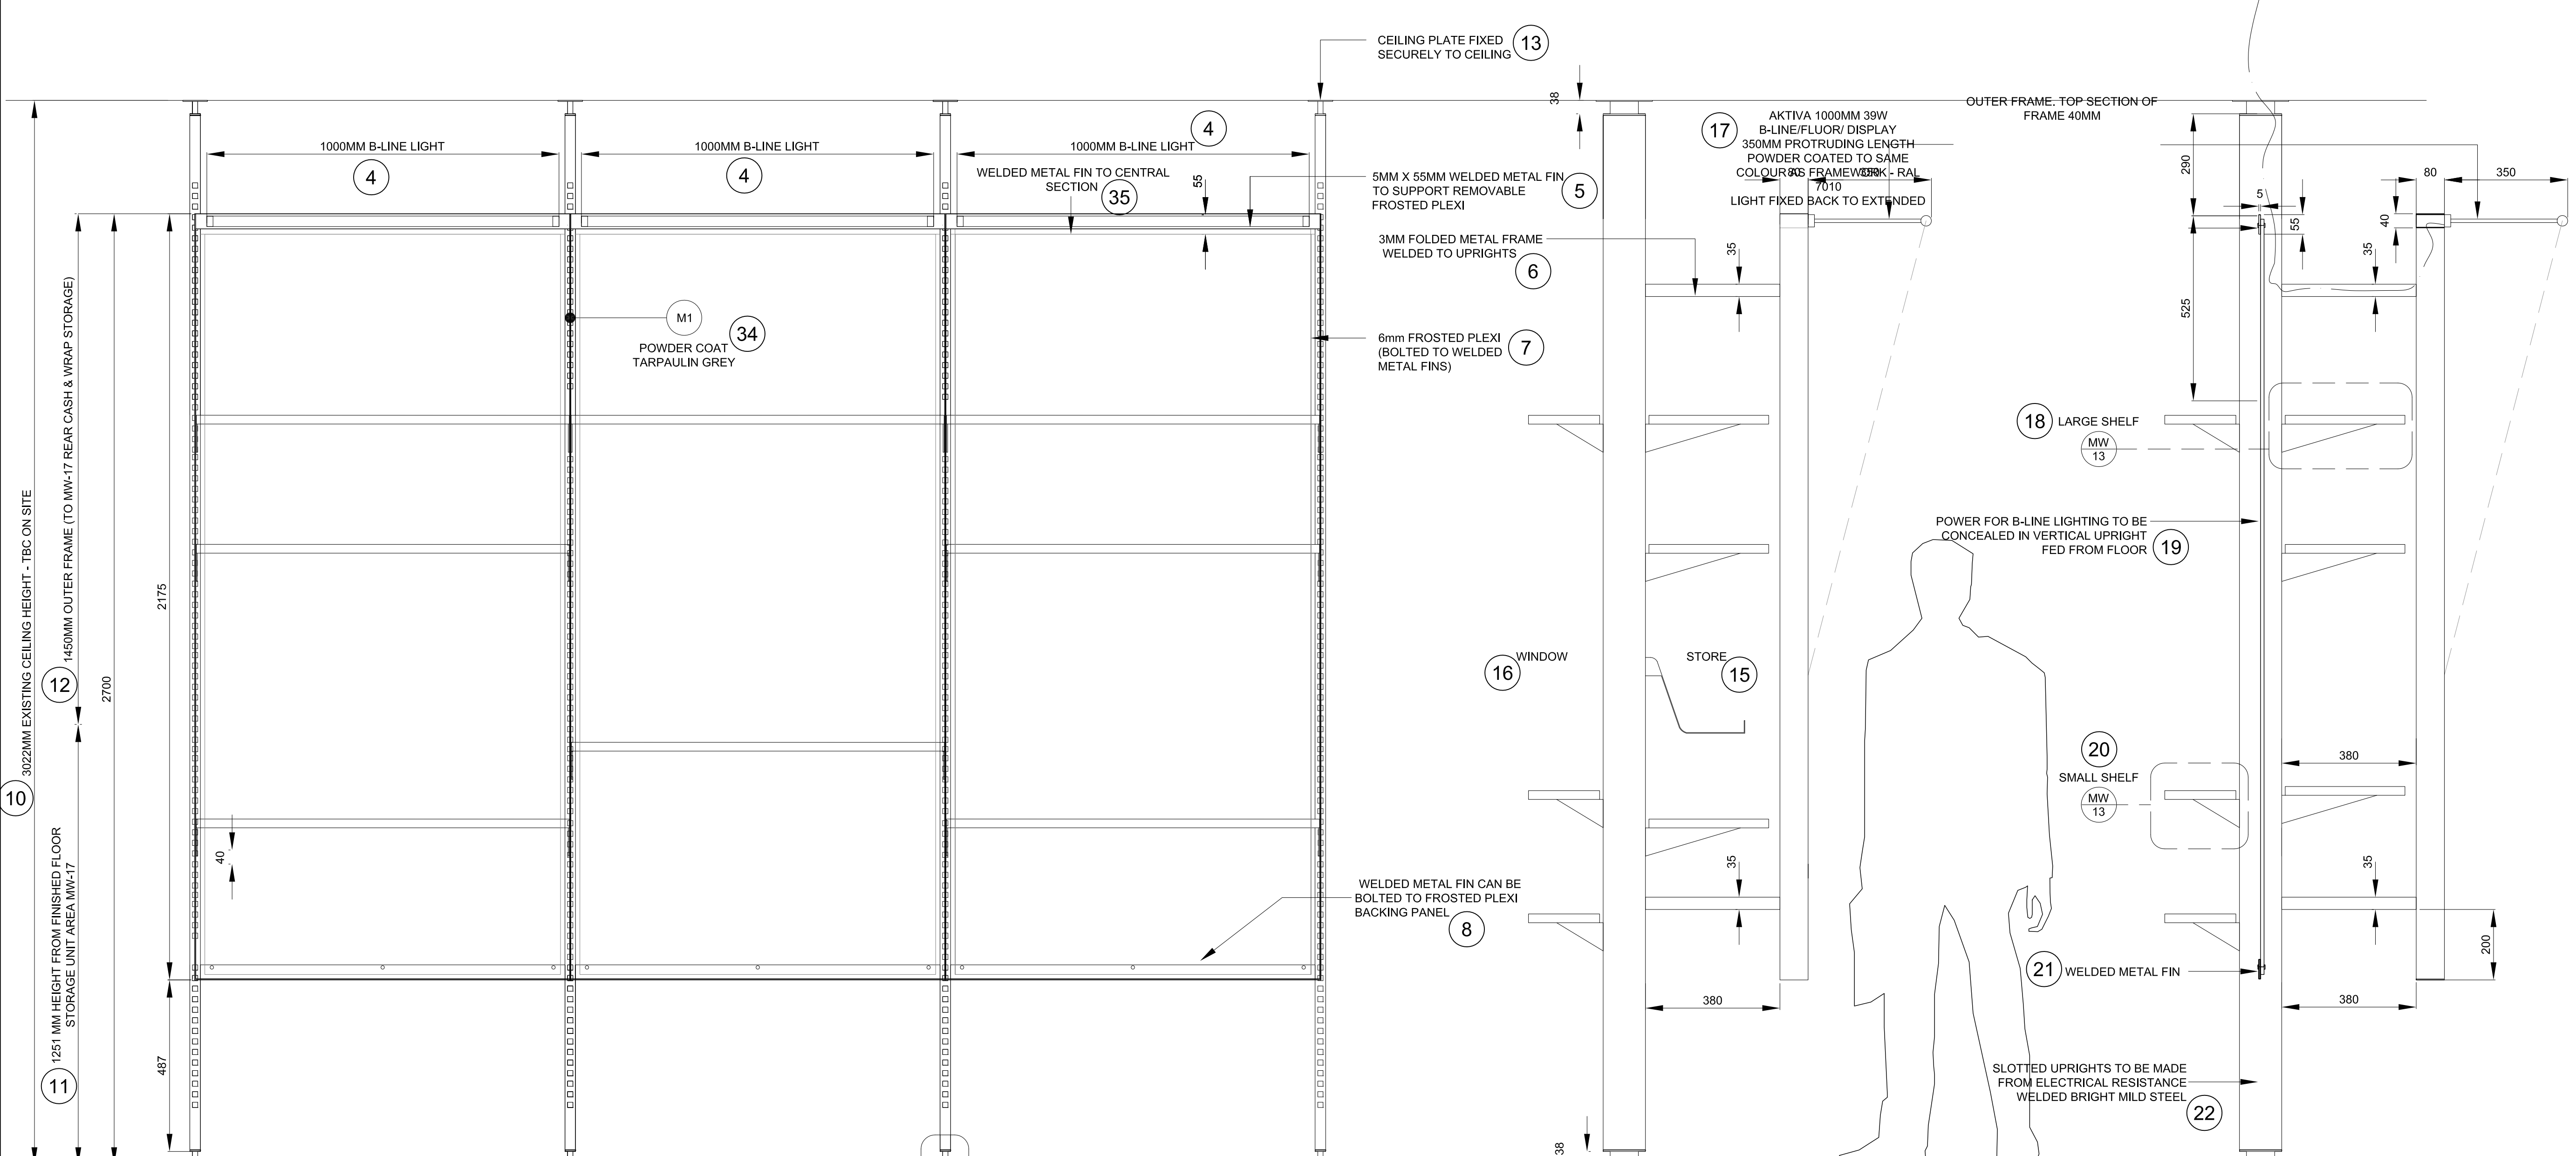 CEILING PLATE FIXED
SECURELY TO CEILING
13
1000MM B-LINE LIGHT
4
1000MM B-LINE LIGHT
4
1000MM B-LINE LIGHT
4
WELDED METAL FIN TO CENTRAL
SECTION
35
55
5MM X 55MM WELDED METAL FIN
TO SUPPORT REMOVABLE
FROSTED PLEXI
5
3MM FOLDED METAL FRAME
WELDED TO UPRIGHTS
6
M1
34
POWDER COAT
TARPAULIN GREY
6mm FROSTED PLEXI
(BOLTED TO WELDED
METAL FINS)
7
10
3022MM EXISTING CEILING HEIGHT - TBC ON SITE
12
1450MM OUTER FRAME (TO MW-17 REAR CASH & WRAP STORAGE)
11
1251 MM HEIGHT FROM FINISHED FLOOR
STORAGE UNIT AREA MW-17
2700
2175
487
40
WELDED METAL FIN CAN BE
BOLTED TO FROSTED PLEXI
BACKING PANEL
8
38
17
AKTIVA 1000MM 39W
B-LINE/FLUOR/ DISPLAY
350MM PROTRUDING LENGTH
POWDER COATED TO SAME
COLOUR AS FRAMEWORK - RAL
7010
LIGHT FIXED BACK TO EXTENDED
80
350
35
16
WINDOW
STORE
15
35
380
38
OUTER FRAME. TOP SECTION OF
FRAME 40MM
290
5
55
525
35
40
80
350
18
LARGE SHELF
MW
13
POWER FOR B-LINE LIGHTING TO BE
CONCEALED IN VERTICAL UPRIGHT
FED FROM FLOOR
19
20
SMALL SHELF
MW
13
380
35
200
380
21
WELDED METAL FIN
SLOTTED UPRIGHTS TO BE MADE
FROM ELECTRICAL RESISTANCE
WELDED BRIGHT MILD STEEL
22